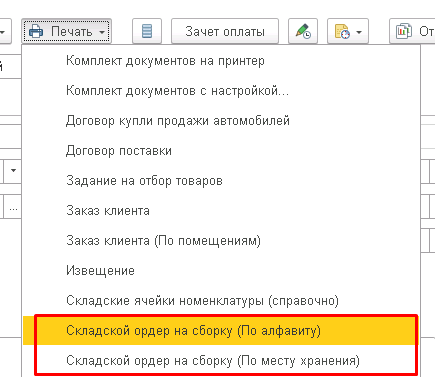 Печать
Зачет оплаты
От
й
Комплект документов на принтер
Комплект документов с настройкой...
Договор купли продажи автомобилей
Договор поставки
Задание на отбор товаров
...
Заказ клиента
Заказ клиента (По помещениям)
Извещение
Складские ячейки номенклатуры (справочно)
Складской ордер на сборку (По алфавиту)
Складской ордер на сборку (По месту хранения)